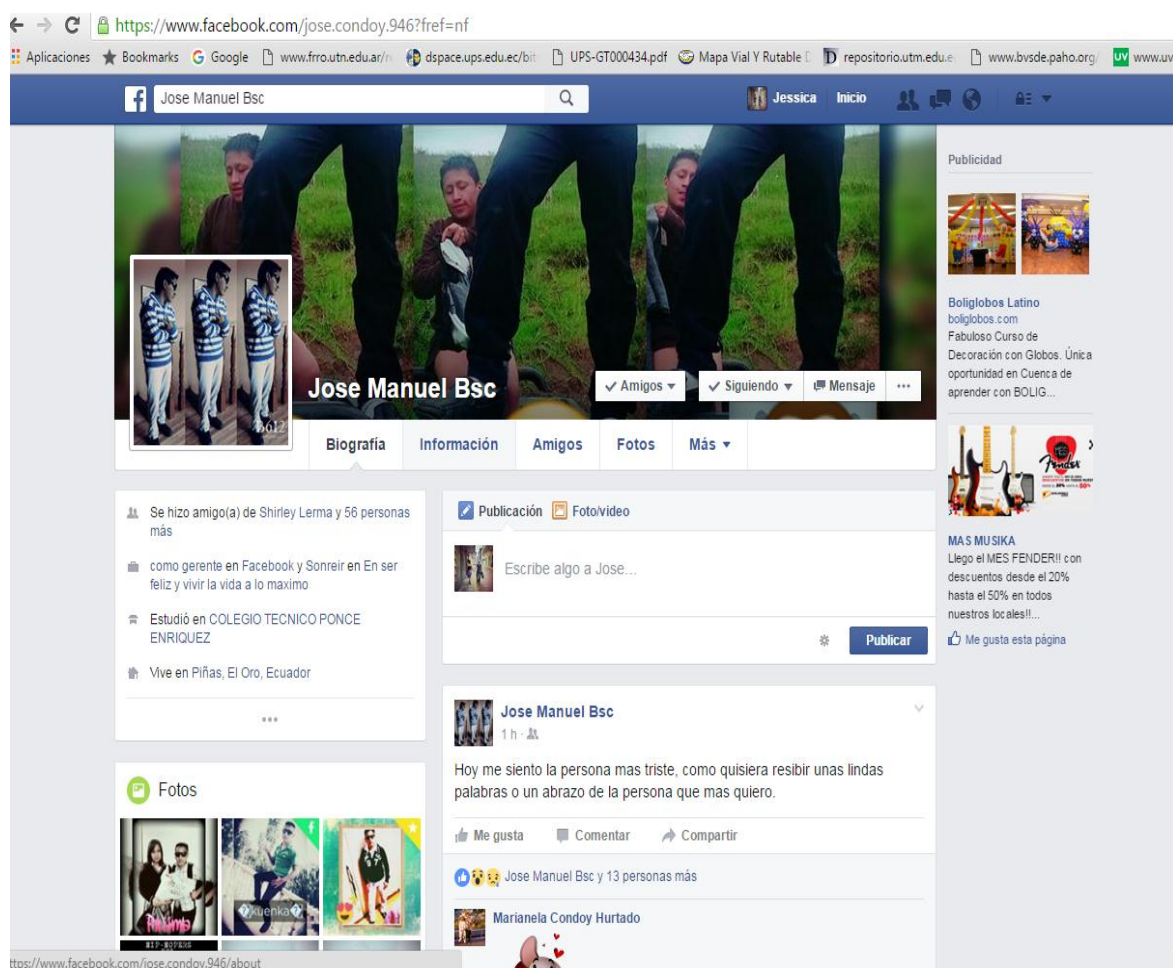 https://www.facebook.com/jose.condoy.946?fref=nf
Aplicaciones Bookmarks Google www.frro.utn.edu.ar/ dspace.ups.edu.ec/bit UPS-GT000434.pdf Mapa Vial Y Rutable repositorio.utm.edu.e www.bvsde.paho.org/ UV www.uv
Jose Manuel Bsc
Jessica Inicio
Publicidad
Boliglobos Latino
boliglobos.com
Fabuloso Curso de
Decoración con Globos. Única
oportunidad en Cuenca de
aprender con BOLIG...
Fender
MAS MUSIKA
Llego el MES FENDER!! con
descuentos desde el 20%
hasta el 50% en todos
nuestros locales!!...
Me gusta esta página
B612
Jose Manuel Bsc
Amigos Siguiendo Mensaje ...
Biografía Información Amigos Fotos Más
Se hizo amigo(a) de Shirley Lerma y 56 personas
más
como gerente en Facebook y Sonreir en En ser
feliz y vivir la vida a lo maximo
Estudió en COLEGIO TECNICO PONCE
ENRIQUEZ
Vive en Piñas, El Oro, Ecuador
...
Fotos
kuenka
HIP-HOPERS
Publicación Foto/video
Escribe algo a Jose...
Publicar
Jose Manuel Bsc
1 h ·
Hoy me siento la persona mas triste, como quisiera resibir unas lindas
palabras o un abrazo de la persona que mas quiero.
Me gusta Comentar Compartir
Jose Manuel Bsc y 13 personas más
Marianela Condoy Hurtado
ttps://www.facebook.com/jose.condoy.946/about